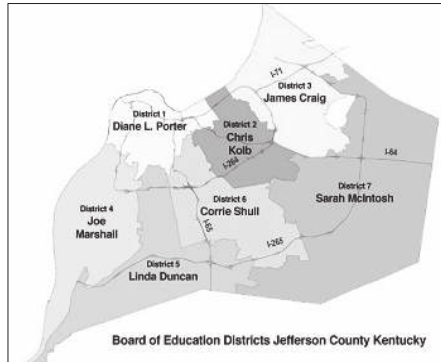 I-71
District 3
James Craig
District 1
Diane L. Porter
District 2
Chris
Kolb
I-264
I-64
District 7
Sarah McIntosh
District 6
Corrie Shull
District 4
Joe
Marshall
I-65
I-265
District 5
Linda Duncan
Board of Education Districts Jefferson County Kentucky